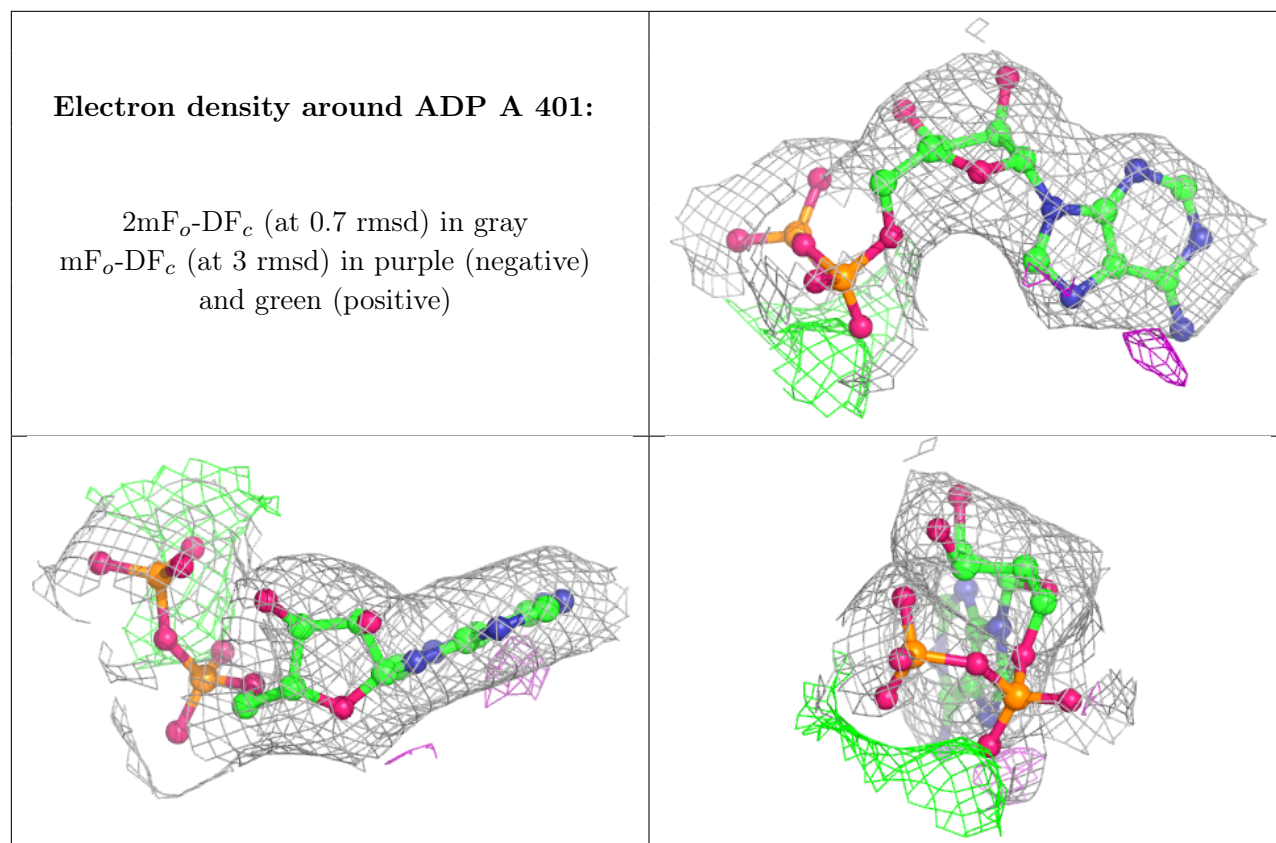 Electron density around ADP A 401:
2mFo-DFc (at 0.7 rmsd) in gray
mFo-DFc (at 3 rmsd) in purple (negative)
and green (positive)